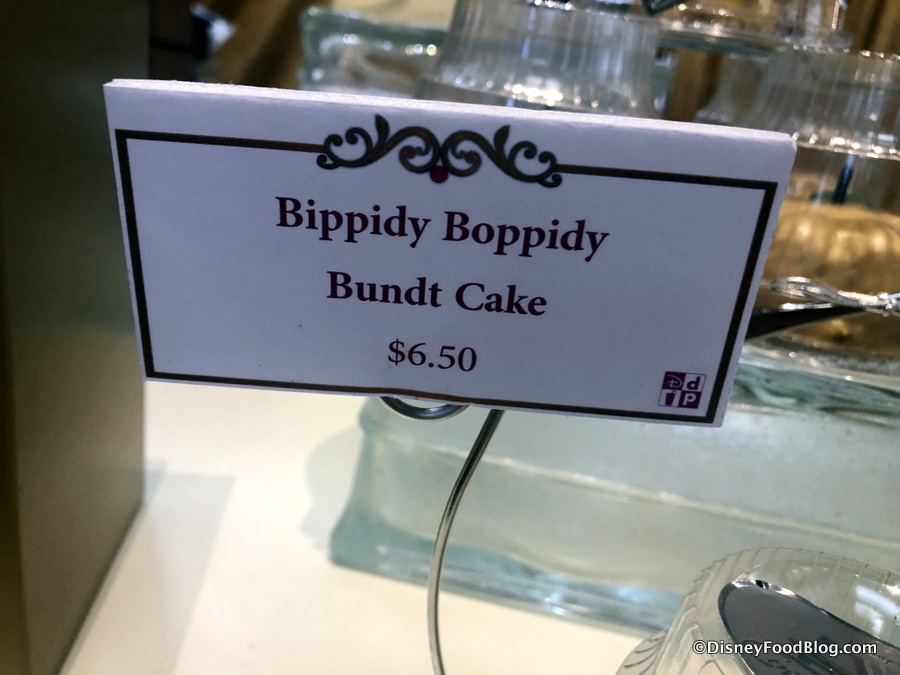 Bippidy Boppidy
Bundt Cake
$6.50
D d
p
©DisneyFoodBlog.com